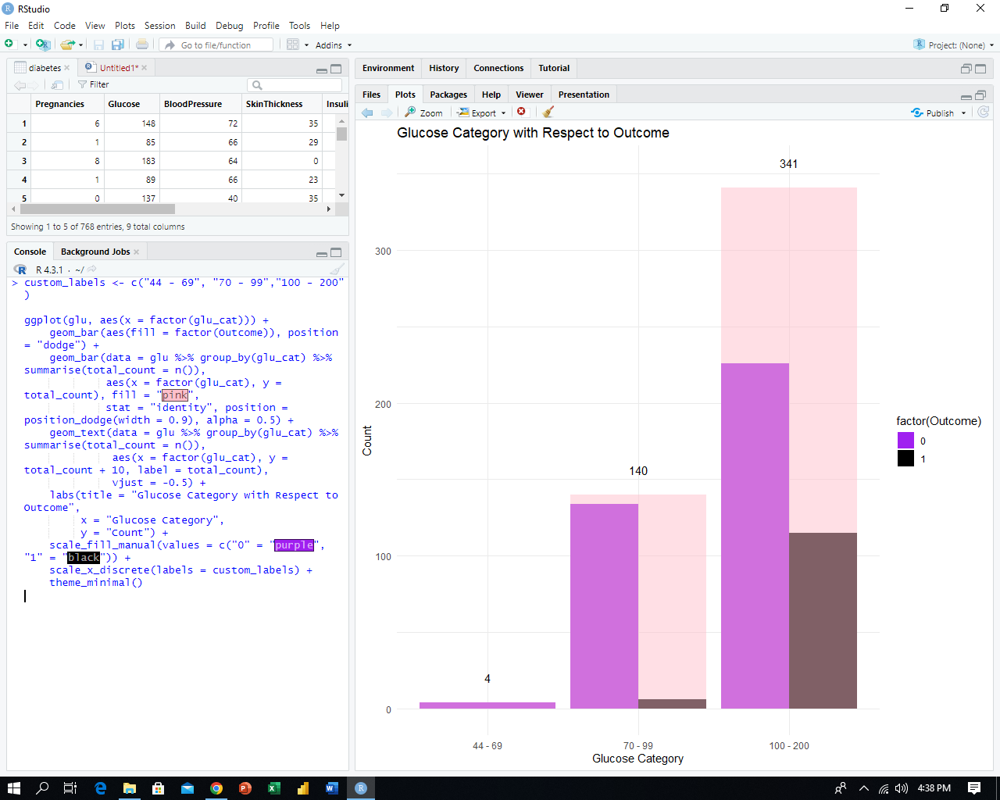 RStudio
File Edit Code View Plots Session Build Debug Profile Tools Help
Go to file/function Addins Project: (None)
diabetes Untitled1*
Filter
Pregnancies Glucose BloodPressure SkinThickness Insuli
1 6 148 72 35
2 1 85 66 29
3 8 183 64 0
4 1 89 66 23
5 0 137 40 35
Showing 1 to 5 of 768 entries, 9 total columns
Console Background Jobs
R 4.3.1 · ~/
> custom_labels <- c("44 - 69", "70 - 99","100 - 200"
)
ggplot(glu, aes(x = factor(glu_cat))) +
geom_bar(aes(fill = factor(Outcome)), position
= "dodge") +
geom_bar(data = glu %>% group_by(glu_cat) %>%
summarise(total_count = n()),
aes(x = factor(glu_cat), y =
total_count), fill = "pink",
stat = "identity", position =
position_dodge(width = 0.9), alpha = 0.5) +
geom_text(data = glu %>% group_by(glu_cat) %>%
summarise(total_count = n()),
aes(x = factor(glu_cat), y =
total_count + 10, label = total_count),
vjust = -0.5) +
labs(title = "Glucose Category with Respect to
Outcome",
x = "Glucose Category",
y = "Count") +
scale_fill_manual(values = c("0" = "purple",
"1" = "black")) +
scale_x_discrete(labels = custom_labels) +
theme_minimal()
Environment History Connections Tutorial
Files Plots Packages Help Viewer Presentation
Zoom Export Publish
Glucose Category with Respect to Outcome
341
300
200
Count
140
100
4
0
44 - 69 70 - 99 100 - 200
Glucose Category
factor(Outcome)
0
1
4:38 PM